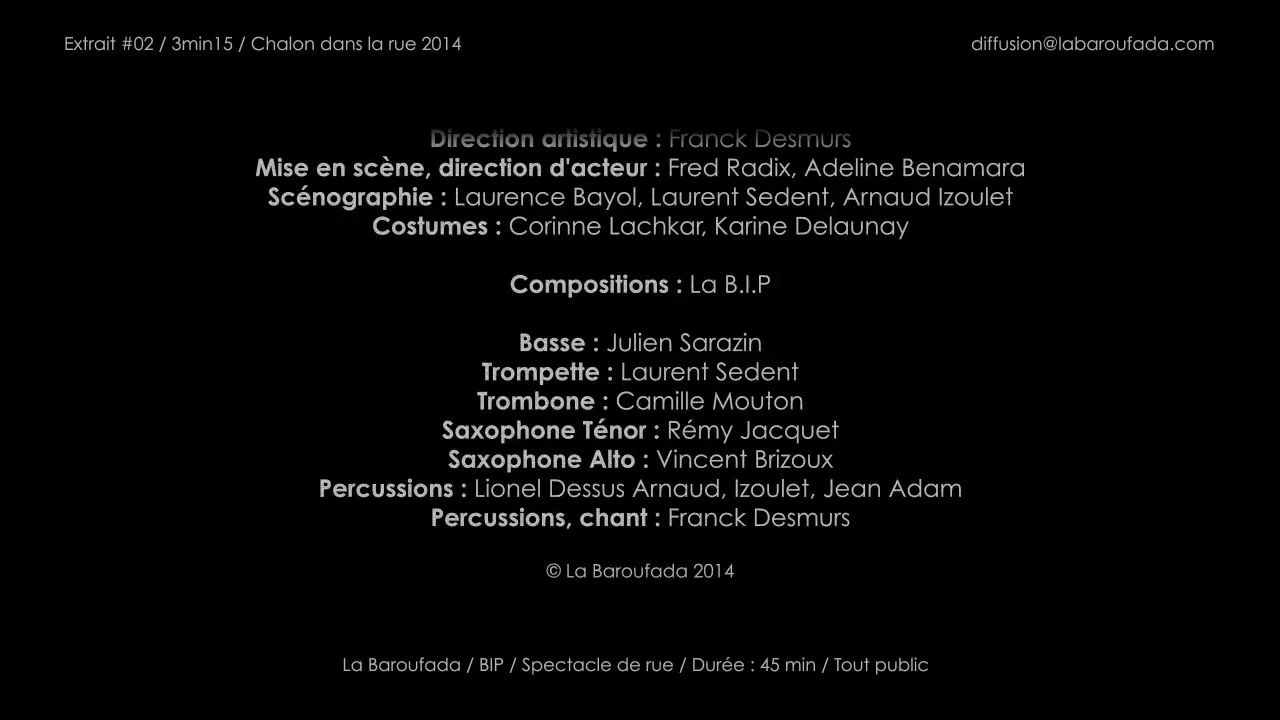 Extrait #02 / 3min15 / Chalon dans la rue 2014
diffusion@labaroufada.com
Direction artistique : Franck Desmurs
Mise en scène, direction d'acteur : Fred Radix, Adeline Benamara
Scénographie : Laurence Bayol, Laurent Sedent, Arnaud Izoulet
Costumes : Corinne Lachkar, Karine Delaunay
Compositions : La B.I.P
Basse : Julien Sarazin
Trompette : Laurent Sedent
Trombone : Camille Mouton
Saxophone Ténor : Rémy Jacquet
Saxophone Alto : Vincent Brizoux
Percussions : Lionel Dessus Arnaud, Izoulet, Jean Adam
Percussions, chant : Franck Desmurs
© La Baroufada 2014
La Baroufada / BIP / Spectacle de rue / Durée : 45 min / Tout public